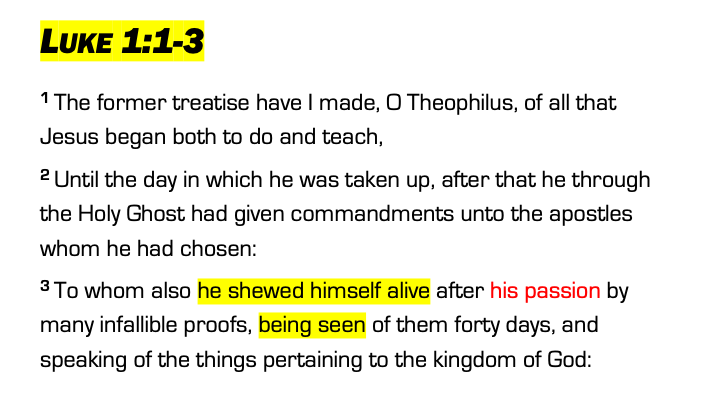 LUKE 1:1-3
1 The former treatise have I made, O Theophilus, of all that
Jesus began both to do and teach,
2 Until the day in which he was taken up, after that he through
the Holy Ghost had given commandments unto the apostles
whom he had chosen:
3 To whom also he shewed himself alive after his passion by
many infallible proofs, being seen of them forty days, and
speaking of the things pertaining to the kingdom of God: